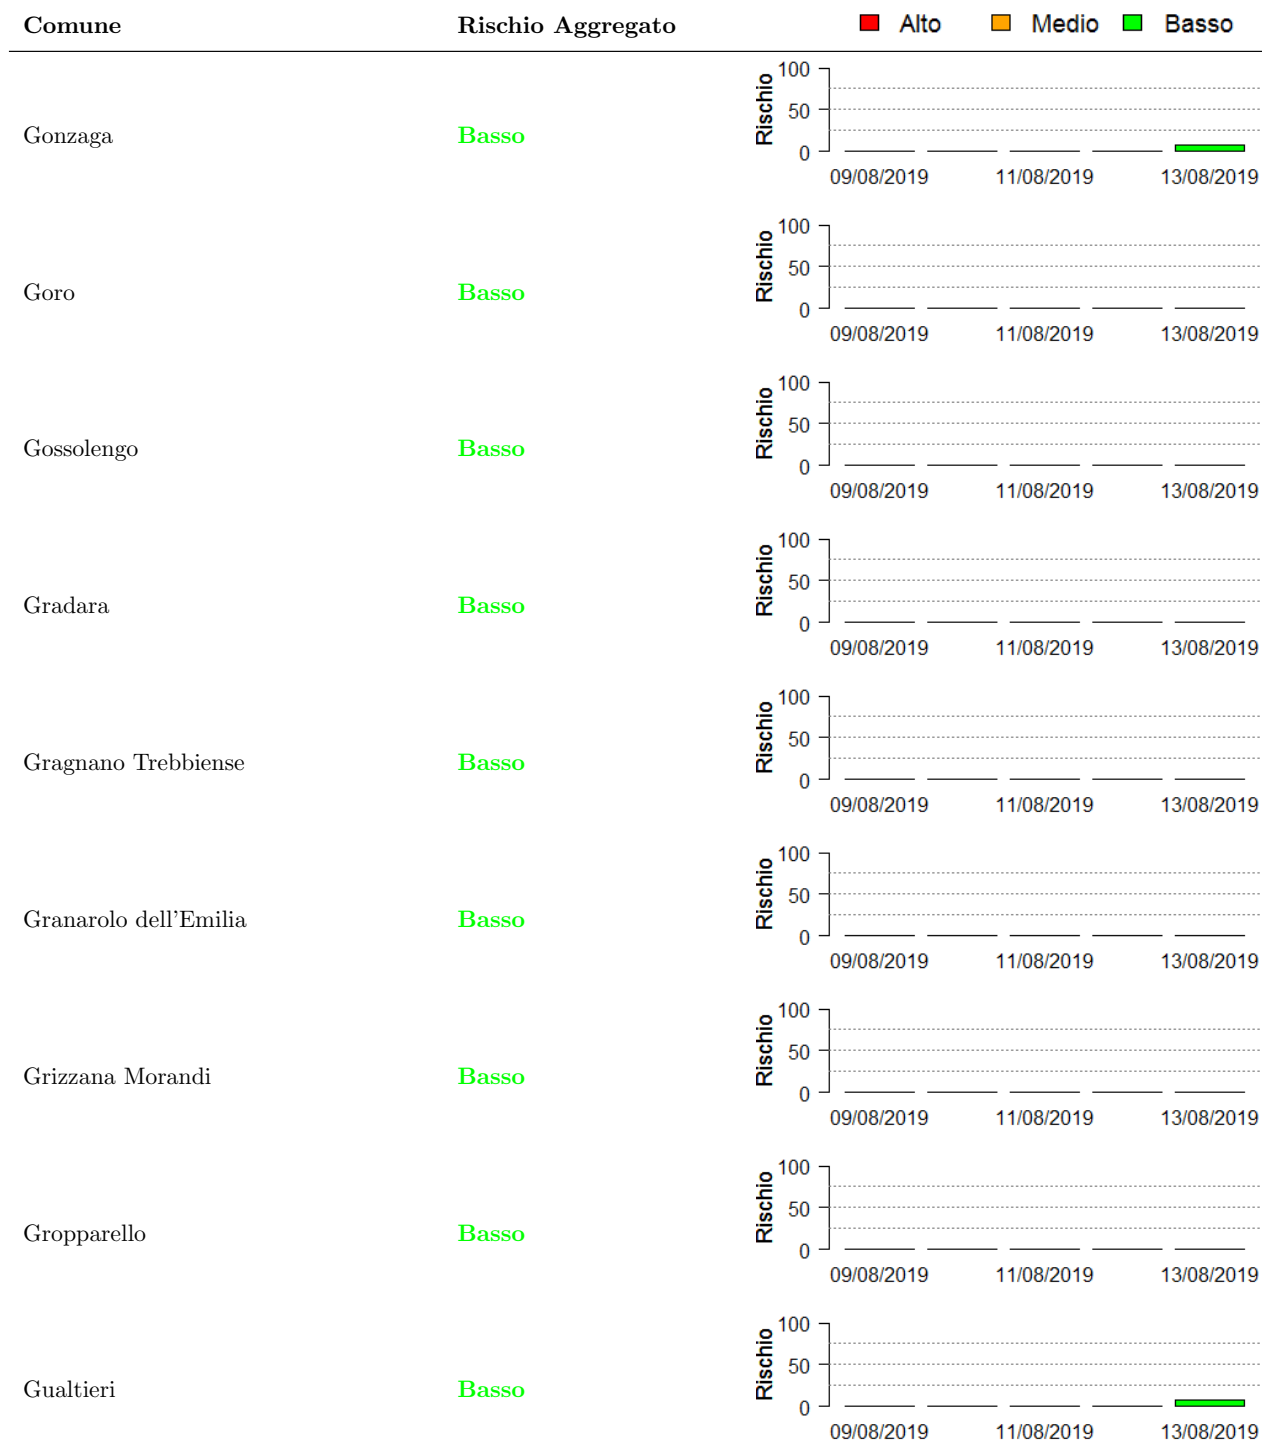 Comune Rischio Aggregato Alto Medio Basso
100
50
0
Rischio
Gonzaga Basso
09/08/2019 11/08/2019 13/08/2019
100
50
0
Rischio
Goro Basso
09/08/2019 11/08/2019 13/08/2019
100
50
0
Rischio
Gossolengo Basso
09/08/2019 11/08/2019 13/08/2019
100
50
0
Rischio
Gradara Basso
09/08/2019 11/08/2019 13/08/2019
100
50
0
Rischio
Gragnano Trebbiense Basso
09/08/2019 11/08/2019 13/08/2019
100
50
0
Rischio
Granarolo dell'Emilia Basso
09/08/2019 11/08/2019 13/08/2019
100
50
0
Rischio
Grizzana Morandi Basso
09/08/2019 11/08/2019 13/08/2019
100
50
0
Rischio
Gropparello Basso
09/08/2019 11/08/2019 13/08/2019
100
50
0
Rischio
Gualtieri Basso
09/08/2019 11/08/2019 13/08/2019